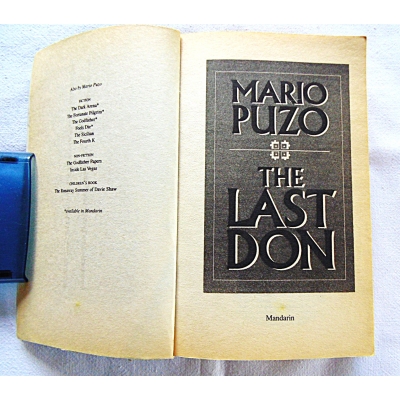 Also by Mario Puzo
FICTION
The Dark Arena*
The Fortunate Pilgrim*
The Godfather*
Fools Die*
The Sicilian
The Fourth K
NON-FICTION
The Godfather Papers
Inside Las Vegas
CHILDREN'S BOOK
The Runaway Summer of Davie Shaw
*Available in Mandarin
MARIO
PUZO
THE
LAST
DON
Mandarin